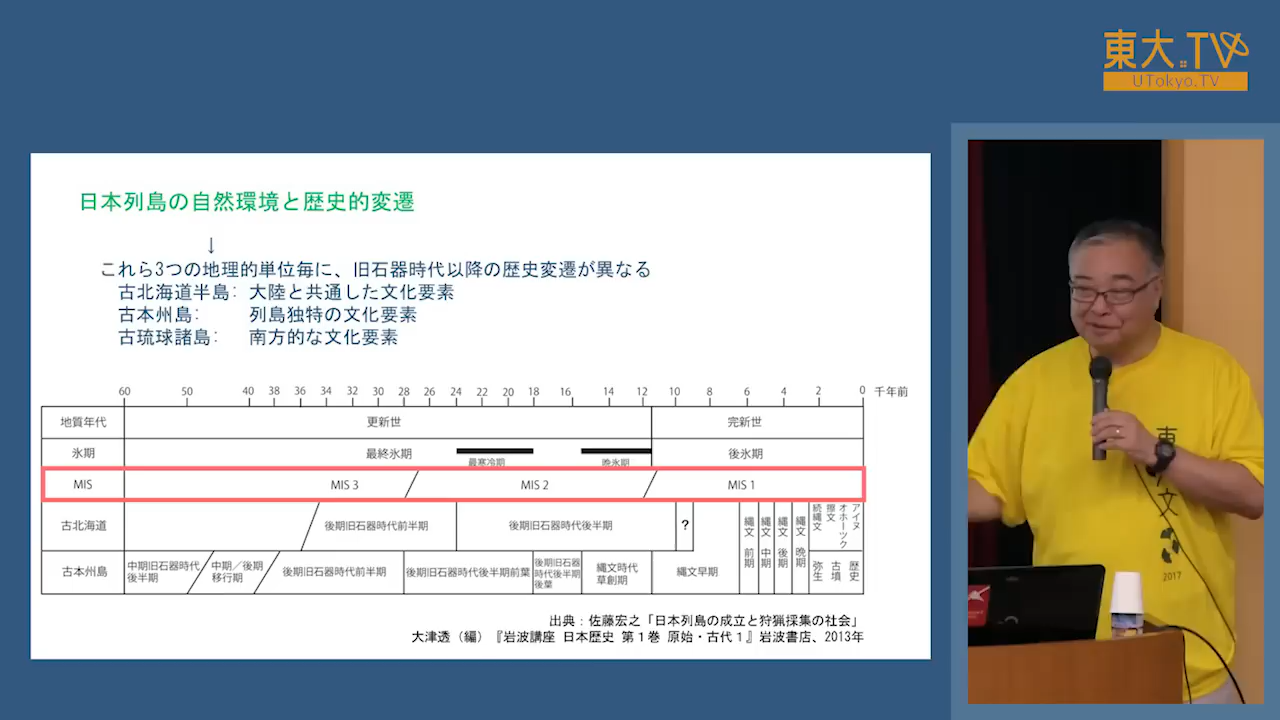 東大.TV
UTokyo.TV
日本列島の自然環境と歴史的変遷
↓
これら3つの地理的単位毎に、旧石器時代以降の歴史変遷が異なる
古北海道半島： 大陸と共通した文化要素
古本州島： 列島独特の文化要素
古琉球諸島： 南方的な文化要素
60 50 40 38 36 34 32 30 28 26 24 22 20 18 16 14 12 10 8 6 4 2 0 千年前
地質年代 更新世 完新世
氷期 最終氷期 最寒冷期 晩氷期 後氷期
MIS MIS 3 MIS 2 MIS 1
古北海道 後期旧石器時代前半期 後期旧石器時代後半期 ? 縄文前期 縄文中期 縄文後期 縄文晩期 続縄文 擦文 オホーツク アイヌ
古本州島 中期旧石器時代後半期 中期／後期移行期 後期旧石器時代前半期 後期旧石器時代後半期前葉 後期旧石器時代後半期後葉 縄文時代草創期 縄文早期 弥生 古墳 歴史
出典：佐藤宏之「日本列島の成立と狩猟採集の社会」
大津透（編）『岩波講座 日本歴史 第１巻 原始・古代１』岩波書店、2013年
東
文
2017